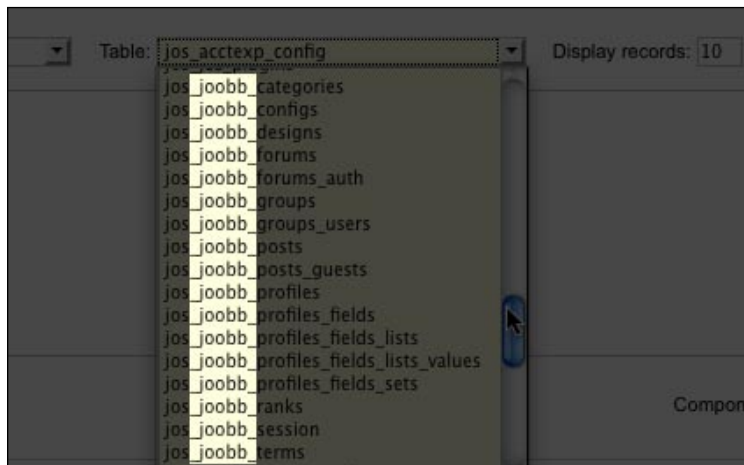 Table: jos_acctexp_config Display records: 10
jos_joobb_categories
jos_joobb_configs
jos_joobb_designs
jos_joobb_forums
jos_joobb_forums_auth
jos_joobb_groups
jos_joobb_groups_users
jos_joobb_posts
jos_joobb_posts_guests
jos_joobb_profiles
jos_joobb_profiles_fields
jos_joobb_profiles_fields_lists
jos_joobb_profiles_fields_lists_values
jos_joobb_profiles_fields_sets
jos_joobb_ranks
Compon
jos_joobb_session
jos_joobb_terms